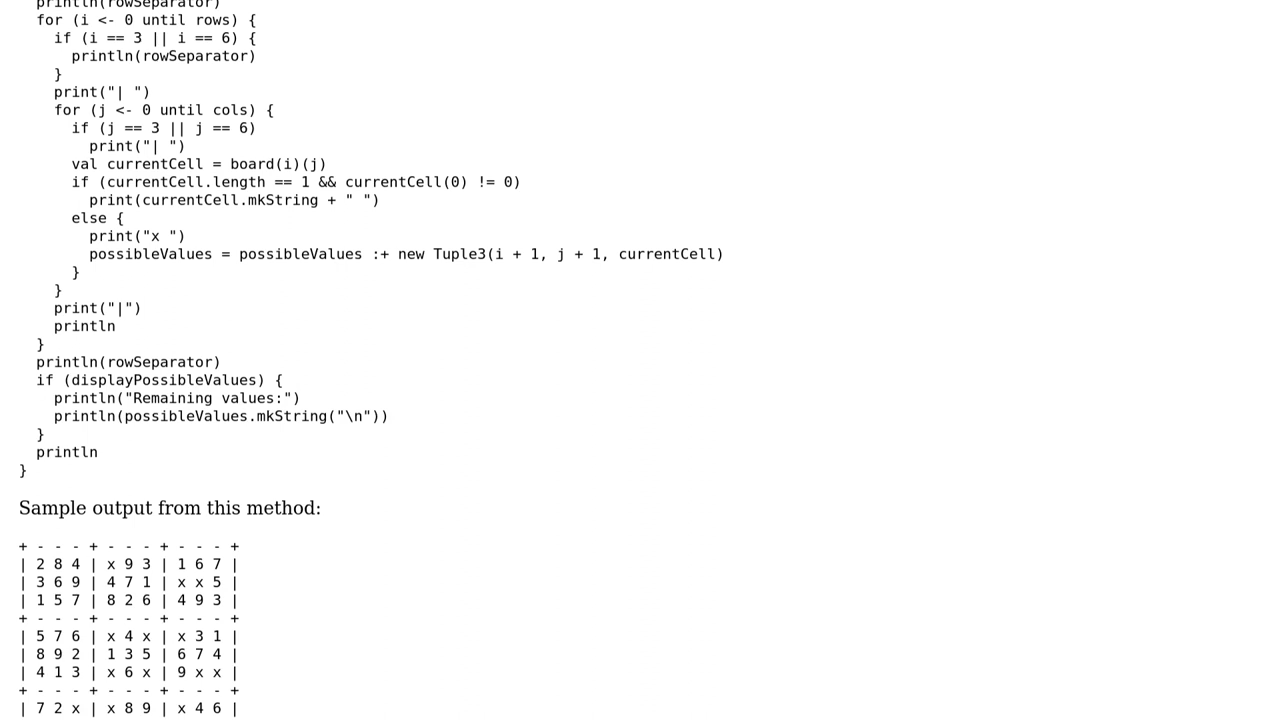 println(rowSeparator)
for (i <- 0 until rows) {
if (i == 3 || i == 6) {
println(rowSeparator)
}
print("| ")
for (j <- 0 until cols) {
if (j == 3 || j == 6)
print("| ")
val currentCell = board(i)(j)
if (currentCell.length == 1 && currentCell(0) != 0)
print(currentCell.mkString + " ")
else {
print("x ")
possibleValues = possibleValues :+ new Tuple3(i + 1, j + 1, currentCell)
}
}
print("|")
println
}
println(rowSeparator)
if (displayPossibleValues) {
println("Remaining values:")
println(possibleValues.mkString("\n"))
}
println
}
Sample output from this method:
+ - - - + - - - + - - - +
| 2 8 4 | x 9 3 | 1 6 7 |
| 3 6 9 | 4 7 1 | x x 5 |
| 1 5 7 | 8 2 6 | 4 9 3 |
+ - - - + - - - + - - - +
| 5 7 6 | x 4 x | x 3 1 |
| 8 9 2 | 1 3 5 | 6 7 4 |
| 4 1 3 | x 6 x | 9 x x |
+ - - - + - - - + - - - +
| 7 2 x | x 8 9 | x 4 6 |